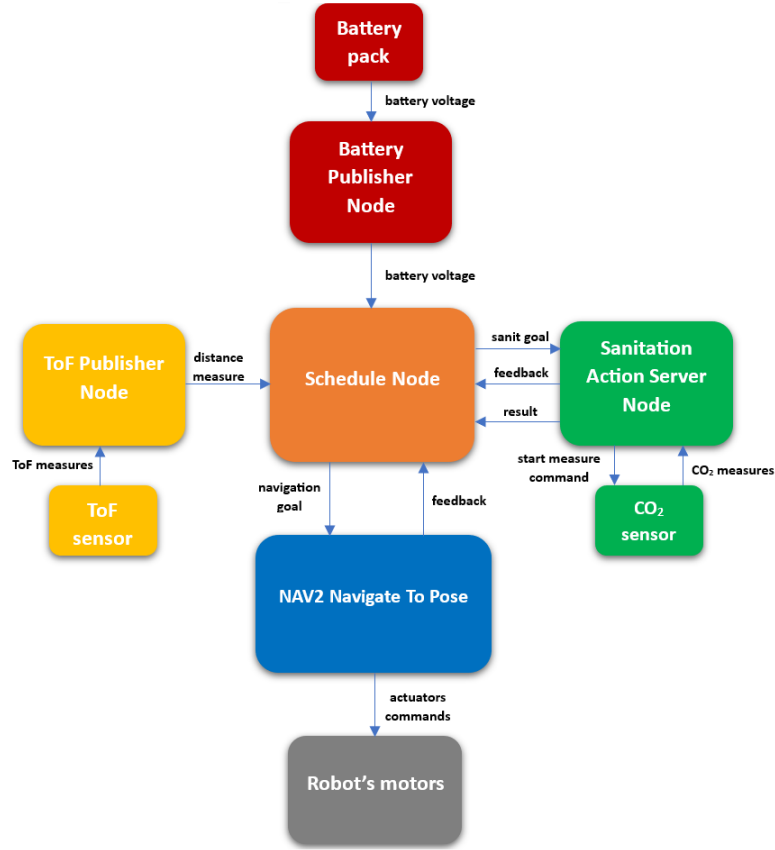 Battery
pack
battery voltage
Battery
Publisher
Node
battery voltage
ToF Publisher
Node
distance
measure
Schedule Node
sanit goal
feedback
result
Sanitation
Action Server
Node
ToF measures
ToF
sensor
navigation
goal
feedback
start measure
command
CO₂ measures
CO₂
sensor
NAV2 Navigate To Pose
actuators
commands
Robot’s motors